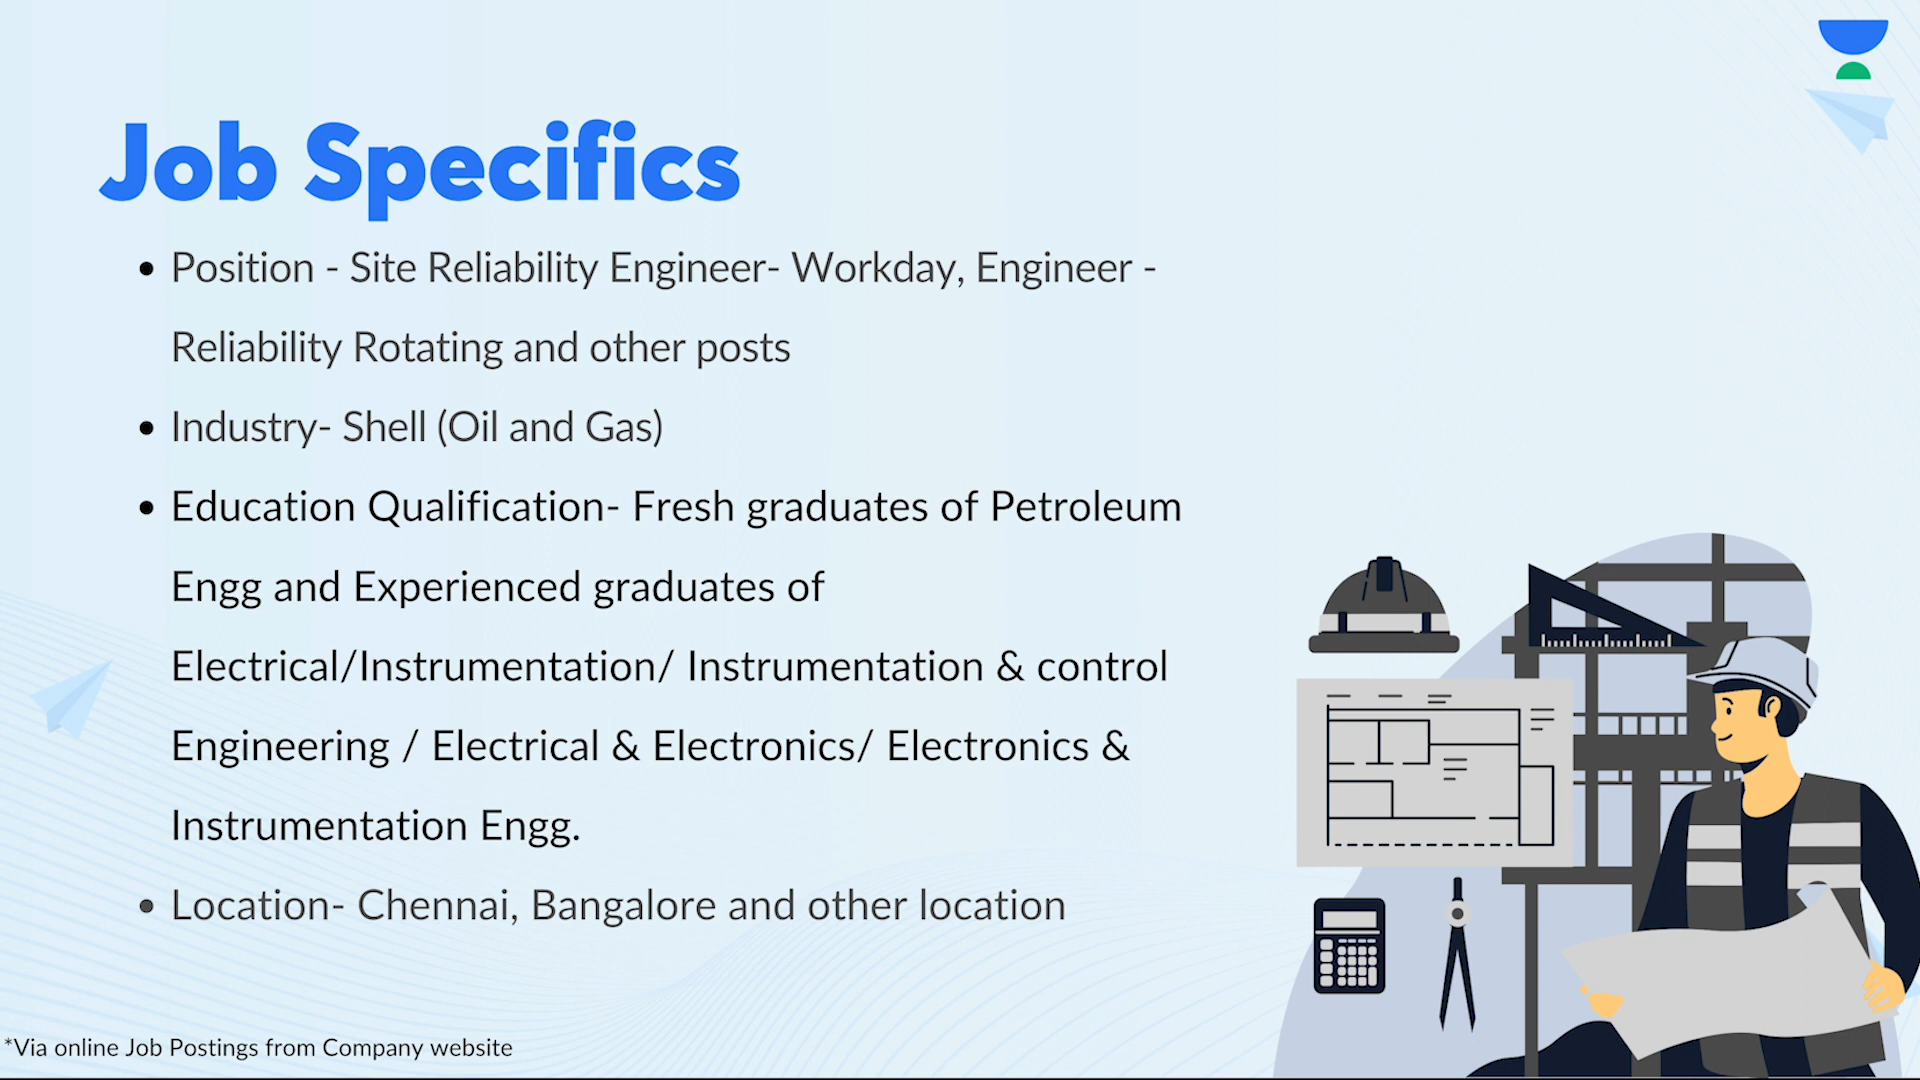 Job Specifics
• Position - Site Reliability Engineer- Workday, Engineer -
Reliability Rotating and other posts
• Industry- Shell (Oil and Gas)
• Education Qualification- Fresh graduates of Petroleum
Engg and Experienced graduates of
Electrical/Instrumentation/ Instrumentation & control
Engineering / Electrical & Electronics/ Electronics &
Instrumentation Engg.
• Location- Chennai, Bangalore and other location
*Via online Job Postings from Company website